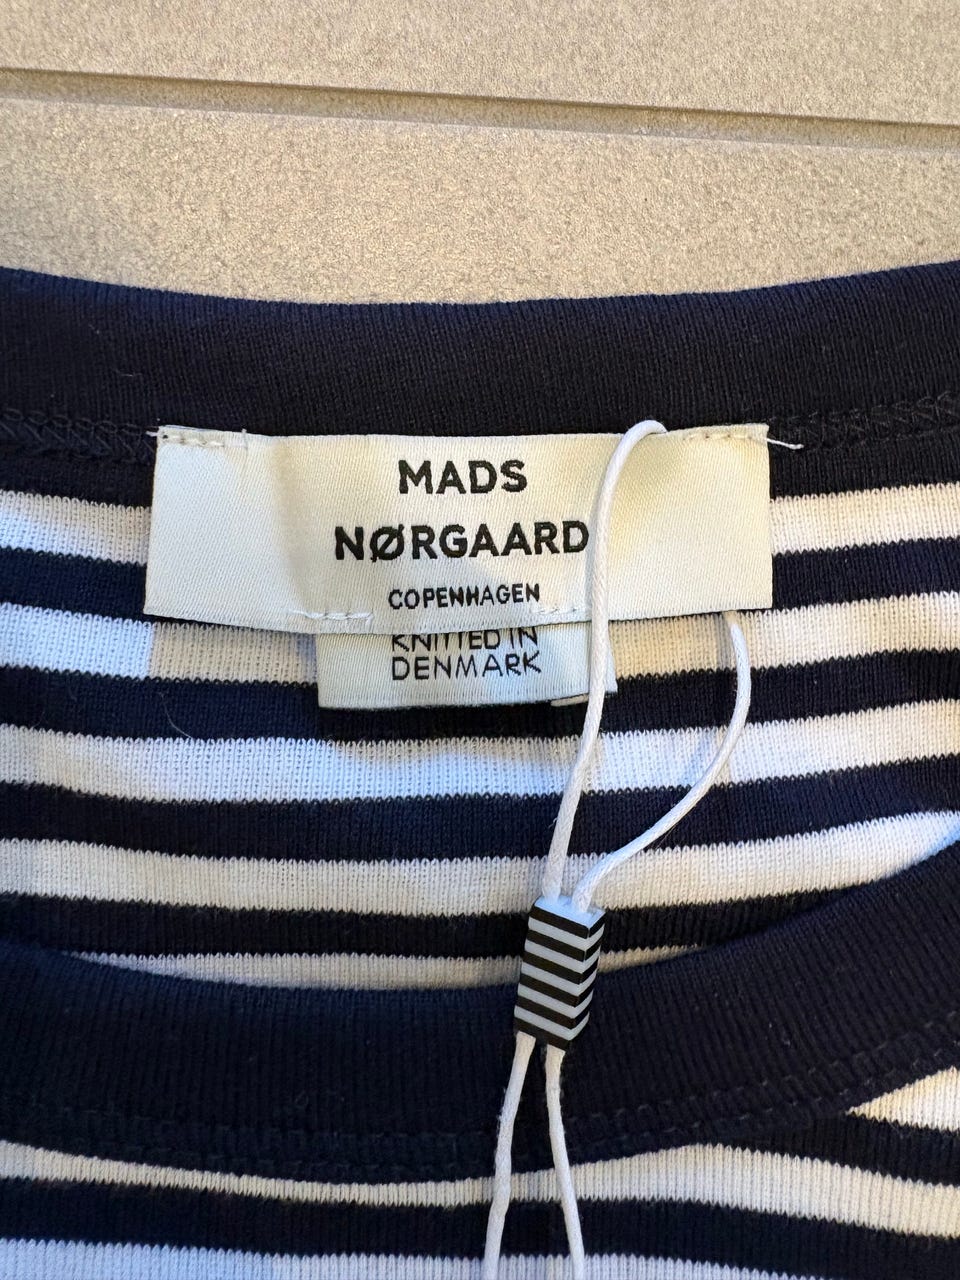 MADS
NØRGAARD
COPENHAGEN
KNITTED IN
DENMARK